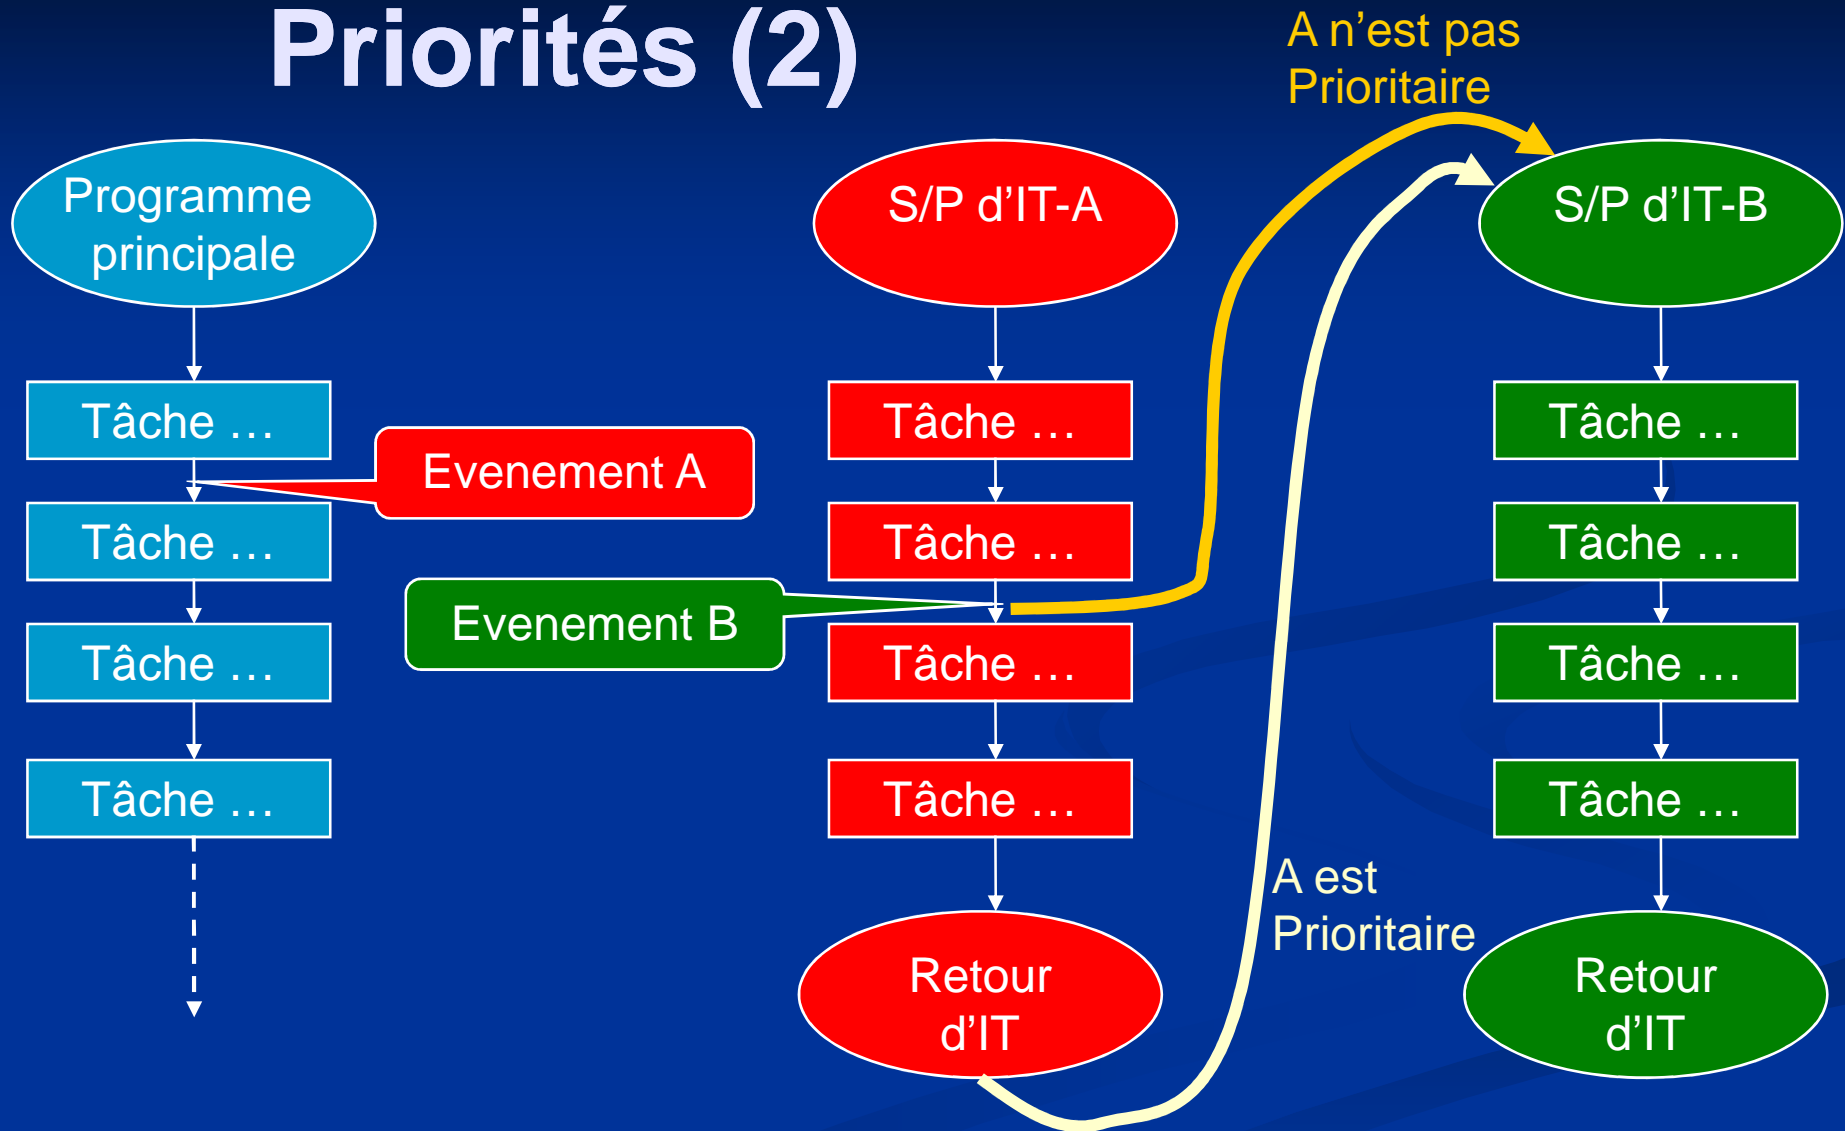 Priorités (2)
A n’est pas
Prioritaire
Programme
principale
Tâche …
Tâche …
Tâche …
Tâche …
Evenement A
Evenement B
S/P d’IT-A
Tâche …
Tâche …
Tâche …
Tâche …
Retour
d’IT
A est
Prioritaire
S/P d’IT-B
Tâche …
Tâche …
Tâche …
Tâche …
Retour
d’IT